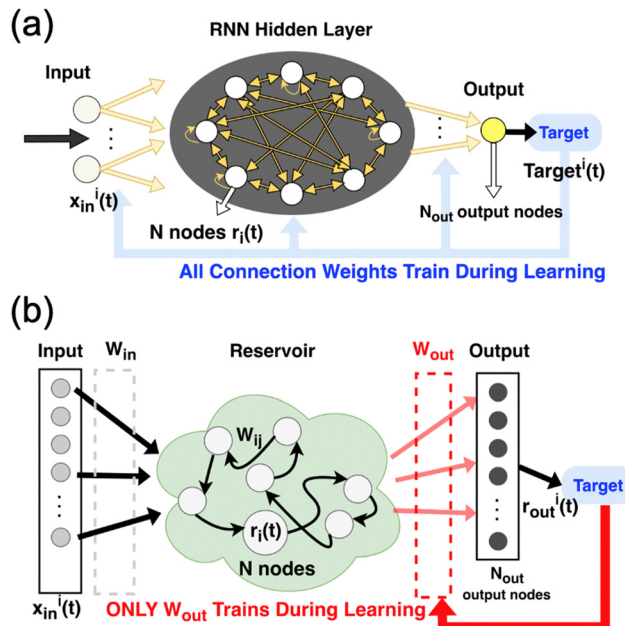 (a)
RNN Hidden Layer
Input
Output
Target
⋮
⋮
x_in^i(t)
Target^i(t)
N nodes r_i(t)
N_out output nodes
All Connection Weights Train During Learning
(b)
Input
W_in
Reservoir
W_out
Output
W_ij
Target
r_i(t)
r_out^i(t)
N nodes
x_in^i(t)
ONLY W_out Trains During Learning
N_out
output nodes